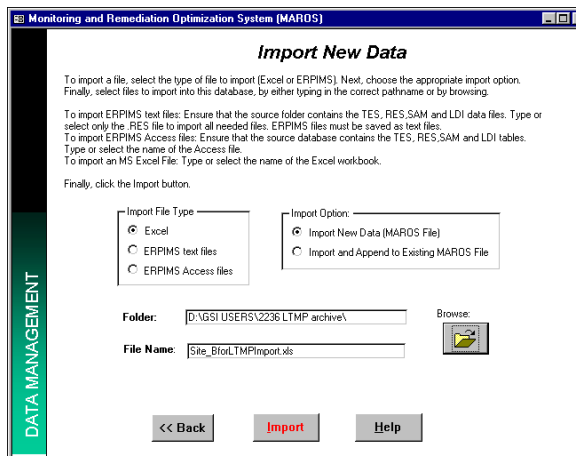 Monitoring and Remediation Optimization System (MAROS)
Import New Data
To import a file, select the type of file to import (Excel or ERPIMS). Next, choose the appropriate import option.
Finally, select files to import into this database, by either typing in the correct pathname or by browsing.
To import ERPIMS text files: Ensure that the source folder contains the TES, RES,SAM and LDI data files. Type or
select only the .RES file to import all needed files. ERPIMS files must be saved as text files.
To import ERPIMS Access files: Ensure that the source database contains the TES, RES,SAM and LDI tables.
Type or select the name of the Access file.
To import an MS Excel File: Type or select the name of the Excel workbook.
Finally, click the Import button.
Import File Type
Excel
ERPIMS text files
ERPIMS Access files
Import Option:
Import New Data (MAROS File)
Import and Append to Existing MAROS File
Folder: D:\GSI USERS\2236 LTMP archive\
Browse:
File Name: Site_BforLTMPImport.xls
<< Back
Import
Help
DATA MANAGEMENT